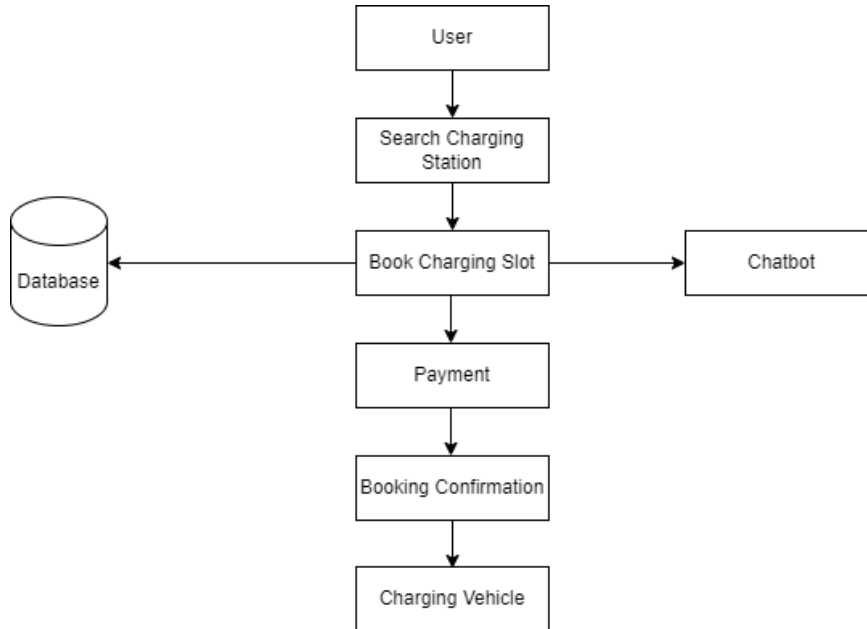 User
Search Charging
Station
Database
Book Charging Slot
Chatbot
Payment
Booking Confirmation
Charging Vehicle